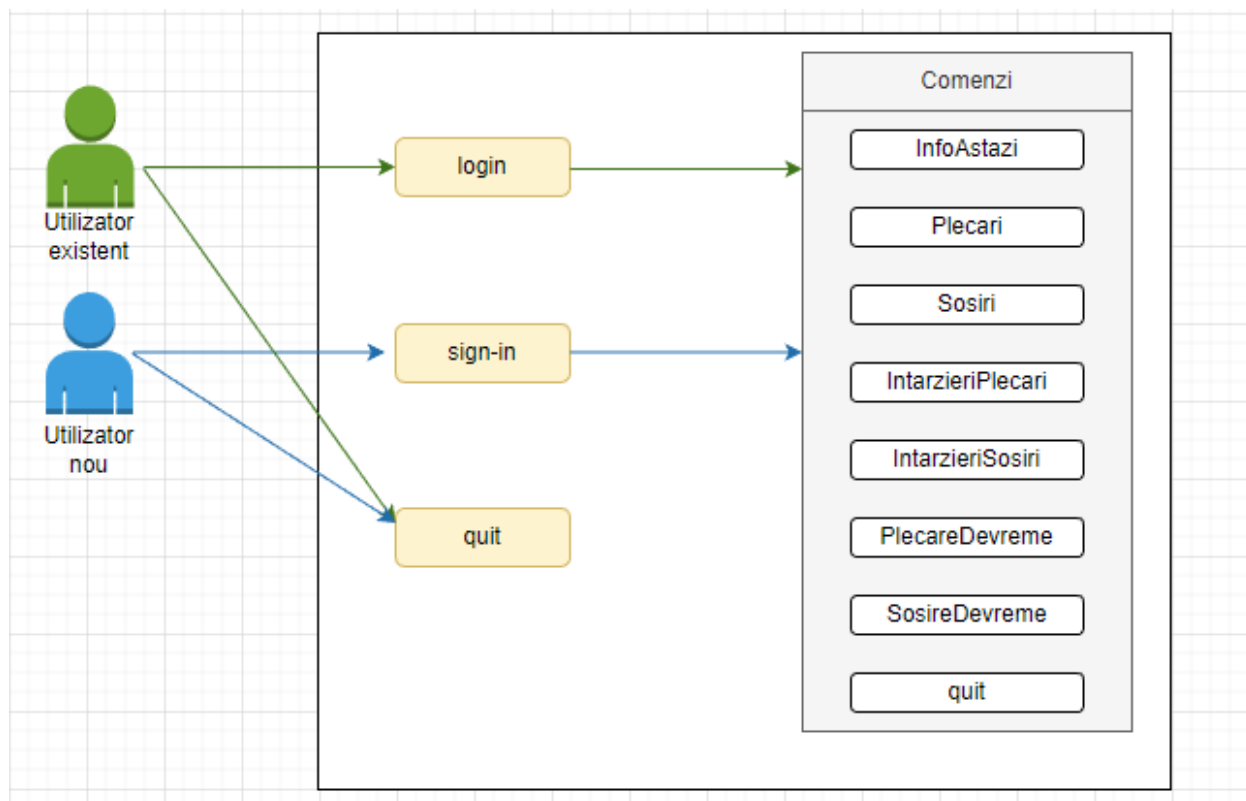 Utilizator
existent
Utilizator
nou
login
sign-in
quit
Comenzi
InfoAstazi
Plecari
Sosiri
IntarzieriPlecari
IntarzieriSosiri
PlecareDevreme
SosireDevreme
quit